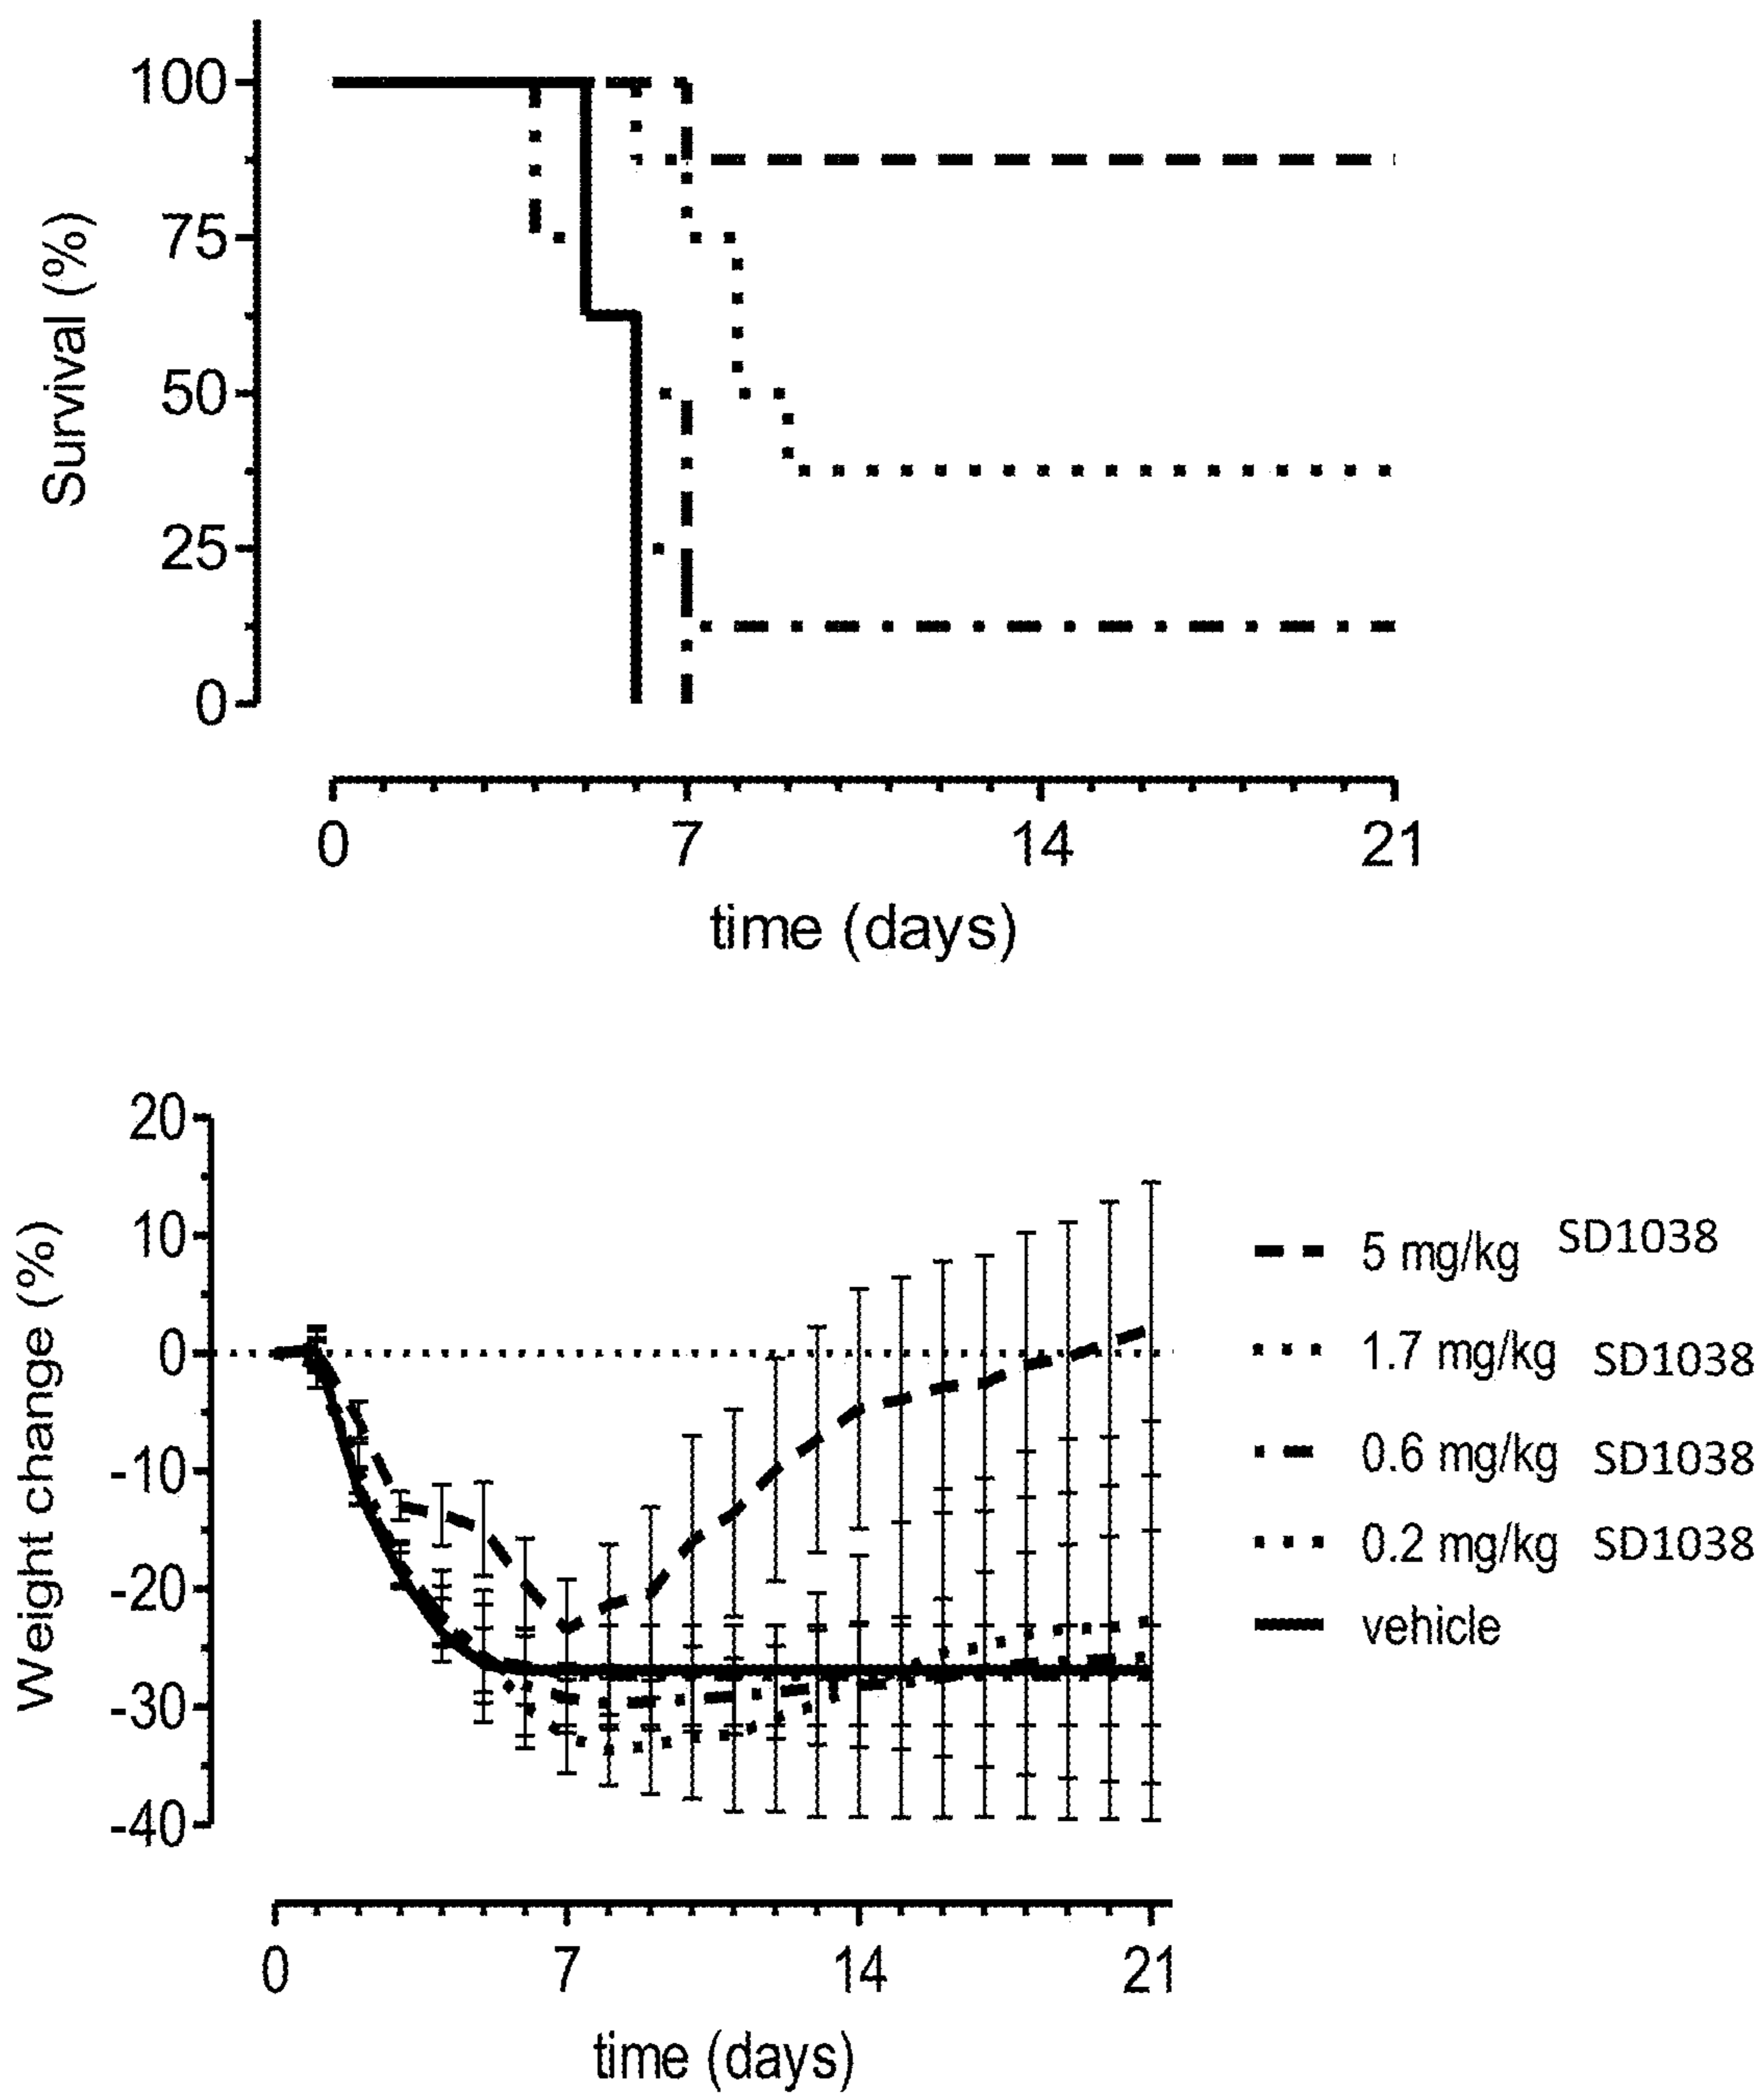 Survival (%)
100
75
50
25
0
0 7 14 21
time (days)
Weight change (%)
20
10
0
-10
-20
-30
-40
0 7 14 21
time (days)
5 mg/kg SD1038
1.7 mg/kg SD1038
0.6 mg/kg SD1038
0.2 mg/kg SD1038
vehicle